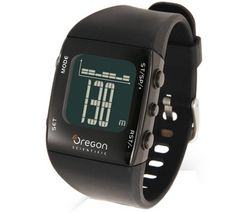 MODE
ST/SP/+
138
M
SET
RST/-
Oregon
SCIENTIFIC